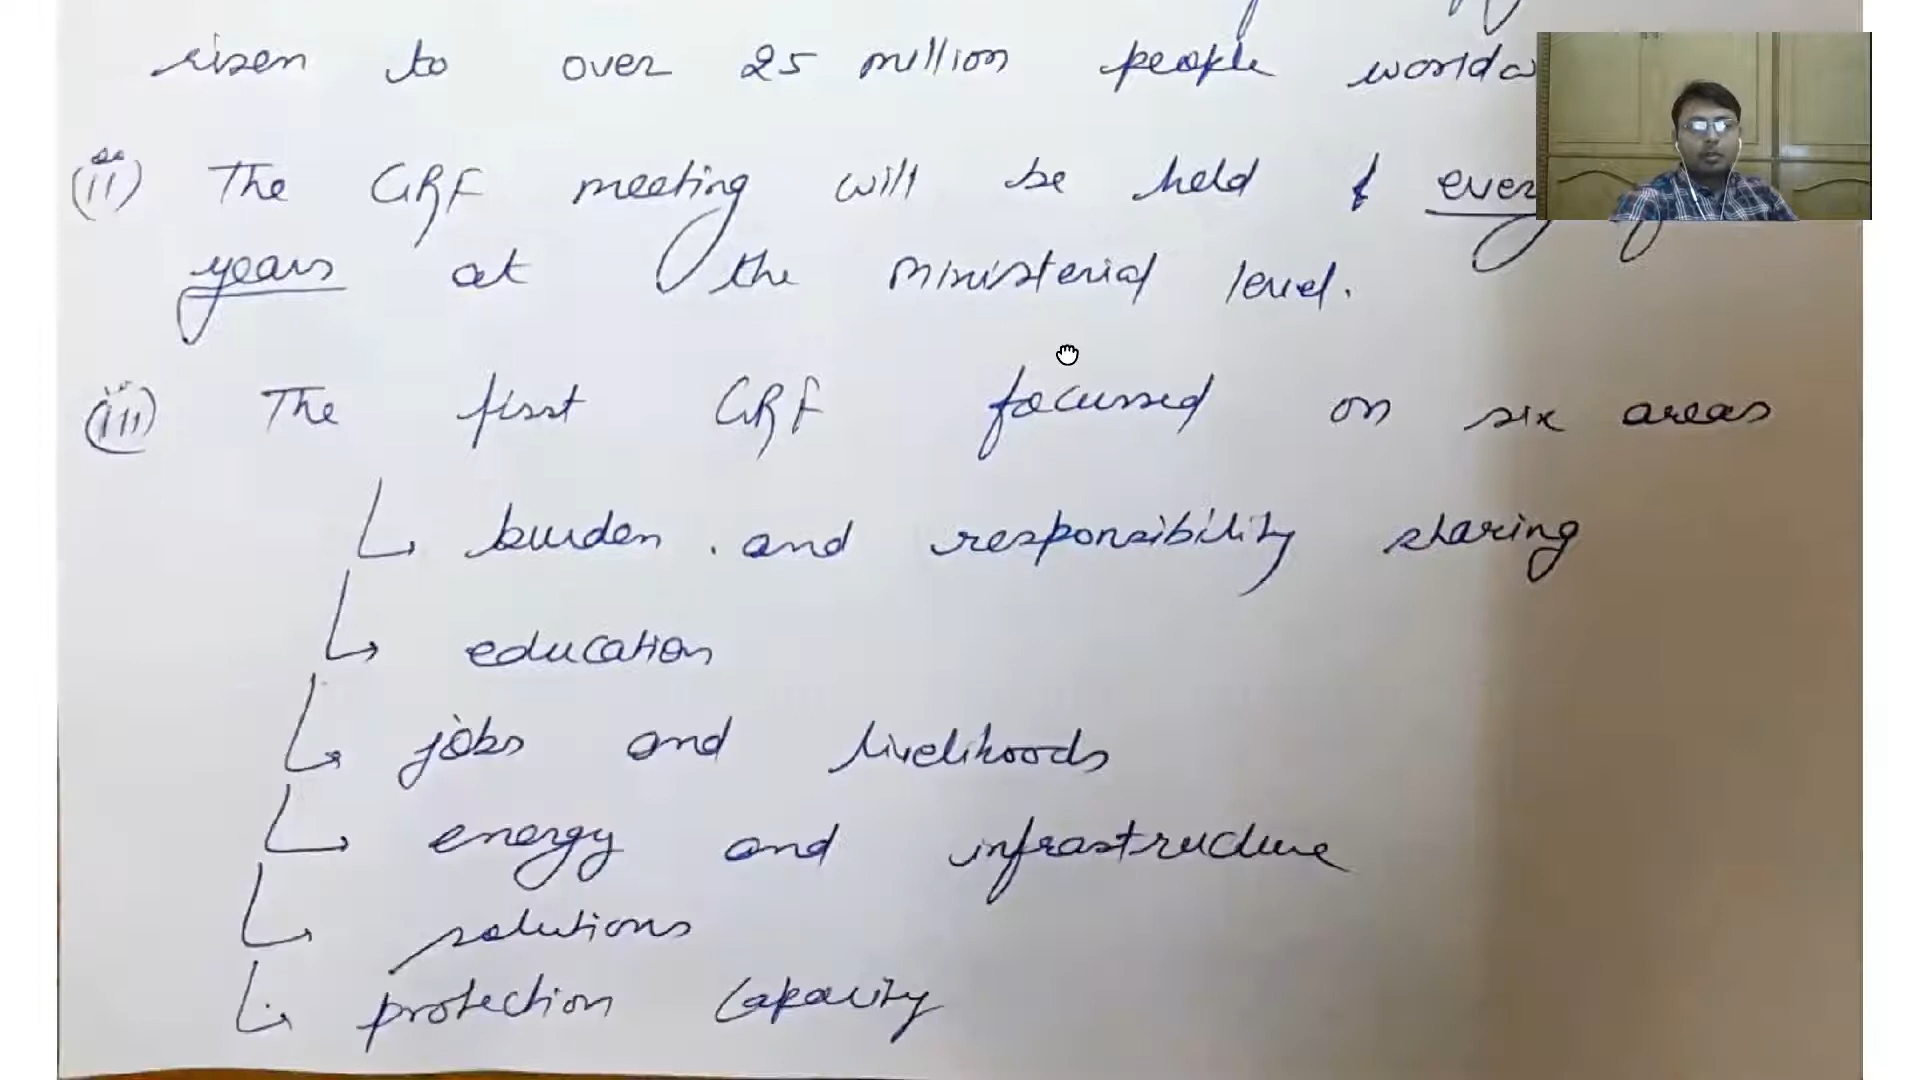 risen to over 25 million people world
(ii) The GRF meeting will be held every
years at the ministerial level.
(iii) The first GRF focussed on six areas
burden and responsibility sharing
education
jobs and livelihoods
energy and infrastructure
solutions
protection capacity